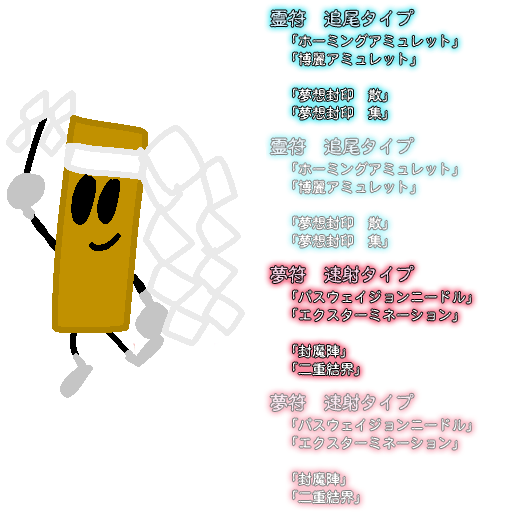 霊符　追尾タイプ
「ホーミングアミュレット」
「博麗アミュレット」
「夢想封印　散」
「夢想封印　集」
霊符　追尾タイプ
「ホーミングアミュレット」
「博麗アミュレット」
「夢想封印　散」
「夢想封印　集」
夢符　速射タイプ
「パスウェイジョンニードル」
「エクスターミネーション」
「封魔陣」
「二重結界」
夢符　速射タイプ
「パスウェイジョンニードル」
「エクスターミネーション」
「封魔陣」
「二重結界」